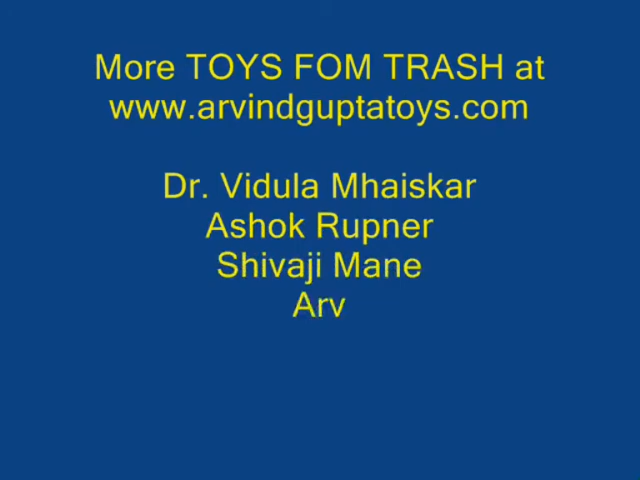 More TOYS FOM TRASH at
www.arvindguptatoys.com
Dr. Vidula Mhaiskar
Ashok Rupner
Shivaji Mane
Arv